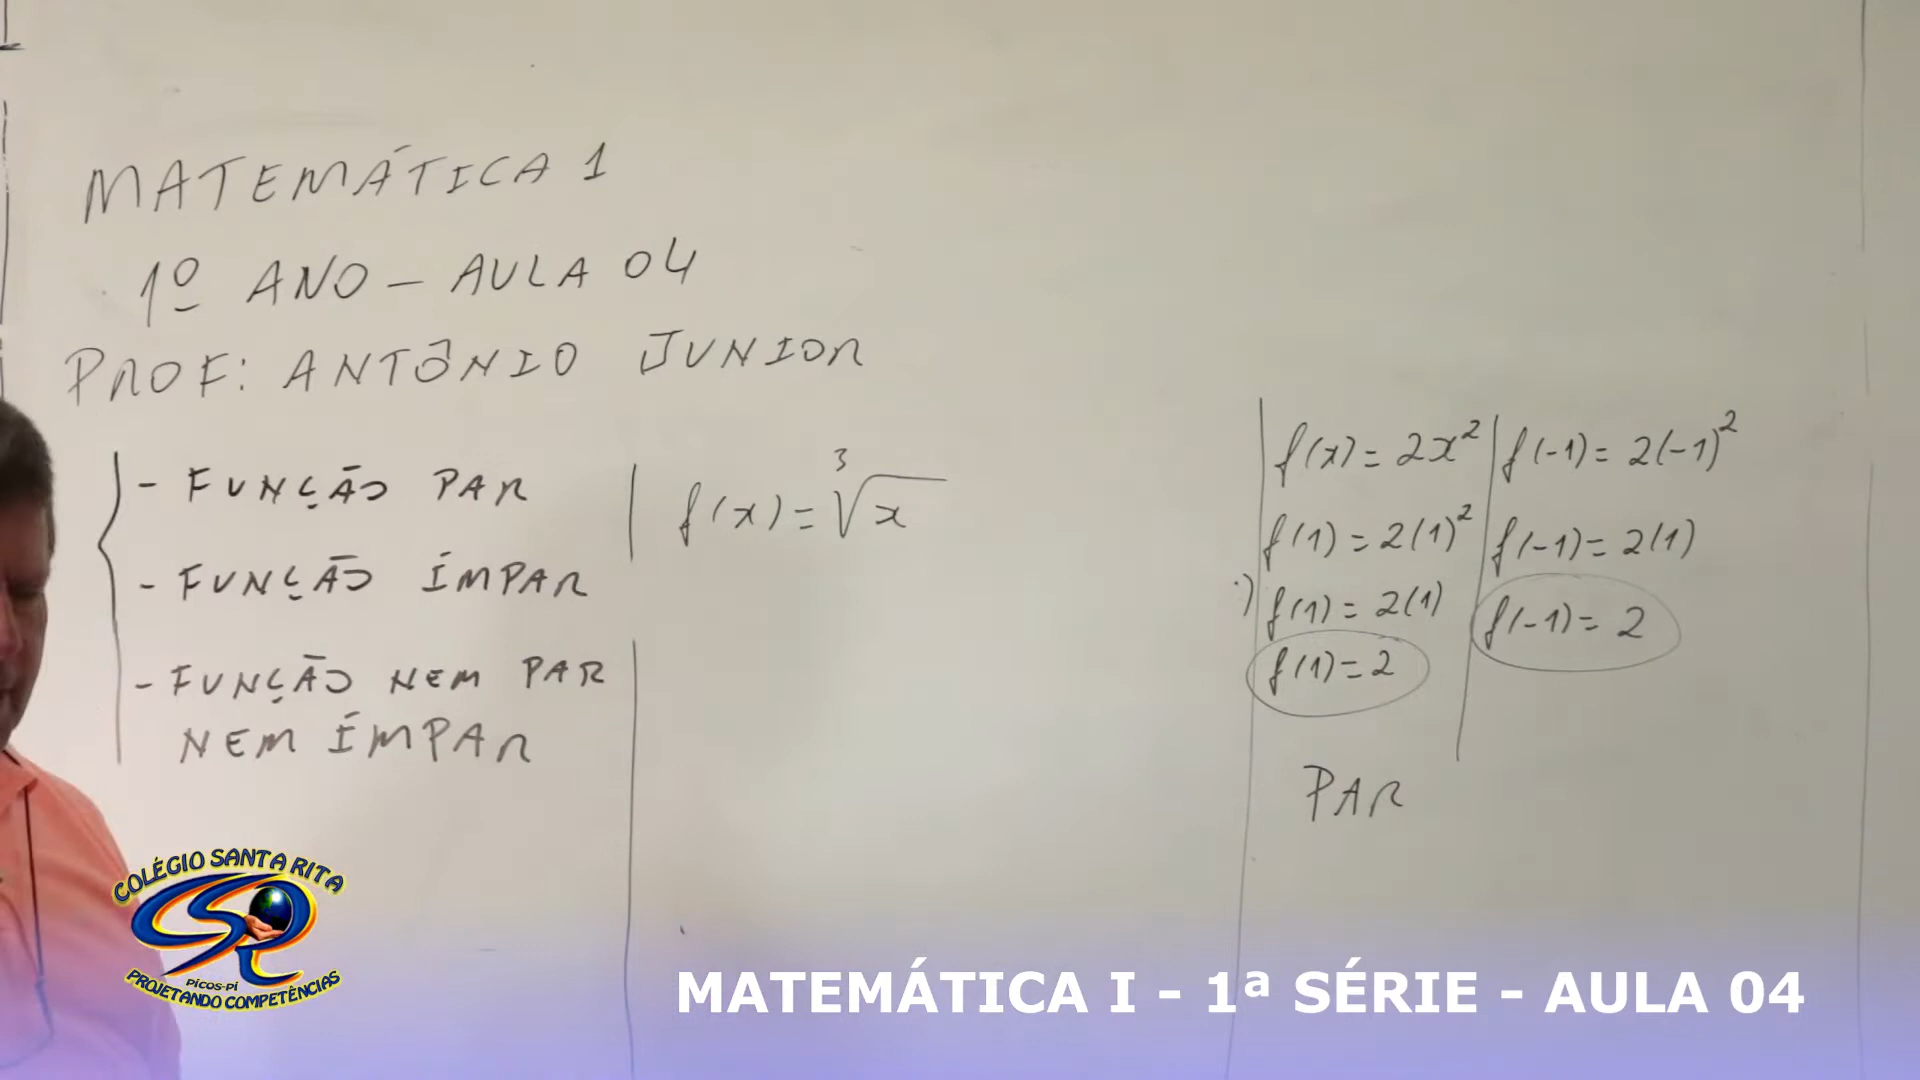 MATEMÁTICA 1
1º ANO - AULA 04
PROF: ANTÔNIO JUNIOR
- FUNÇÃO PAR
- FUNÇÃO ÍMPAR
- FUNÇÃO NEM PAR
NEM ÍMPAR
f(x) = ∛x
f(x) = 2x²
f(1) = 2(1)²
f(1) = 2(1)
f(1) = 2
f(-1) = 2(-1)²
f(-1) = 2(1)
f(-1) = 2
PAR
COLÉGIO SANTA RITA
PICOS-PI
PROJETANDO COMPETÊNCIAS
MATEMÁTICA I - 1ª SÉRIE - AULA 04